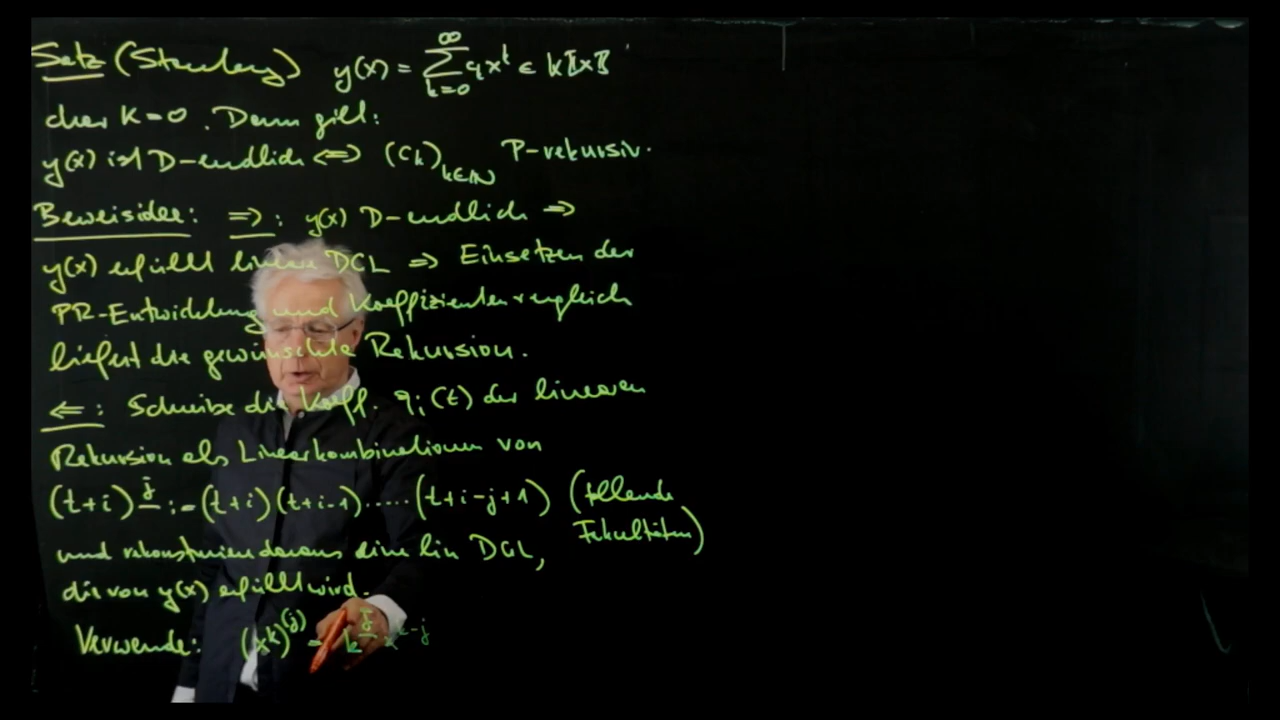 Satz (Stanley) y(x) = ∑_{k=0}^{∞} c_k x^k ∈ K[[x]]
char K = 0. Dann gilt:
y(x) ist D-endlich ⇔ (c_k)_{k∈ℕ} P-rekursiv.
Beweisidee: ⇒: y(x) D-endlich ⇒
y(x) erfüllt lineare DGL ⇒ Einsetzen der
PR-Entwicklung und Koeffizientenvergleich
liefert die gewünschte Rekursion.
⇐: Schreibe die Koeff. q_i(t) der linearen
Rekursion als Linearkombination von
(t+i)^{\underline{j}} := (t+i)(t+i-1).....(t+i-j+1) (fallende
Fakultäten)
und rekonstruiere daraus eine lin DGL,
die von y(x) erfüllt wird.
Verwende: (x^k)^{(j)} = k^{\underline{j}} x^{k-j}